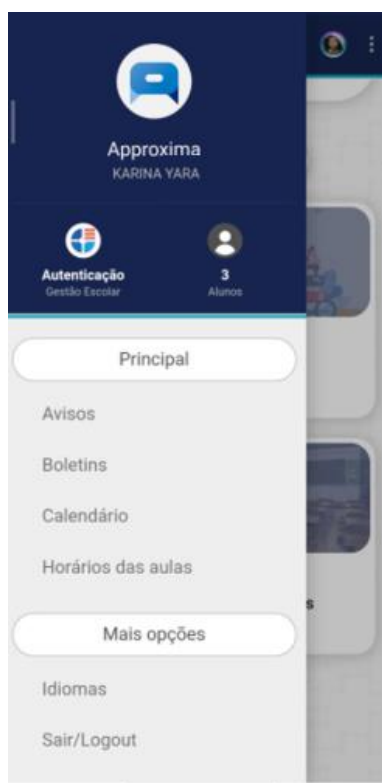 Approxima
KARINA YARA
Autenticação
Gestão Escolar
3
Alunos
Principal
Avisos
Boletins
Calendário
Horários das aulas
s
Mais opções
Idiomas
Sair/Logout